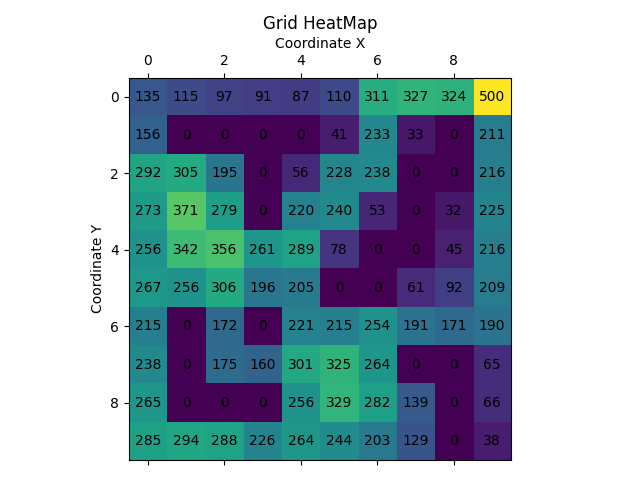 Grid HeatMap
Coordinate X
0 2 4 6 8
0 135 115 97 91 87 110 311 327 324 500
156 0 0 0 0 41 233 33 0 211
2 292 305 195 0 56 228 238 0 0 216
273 371 279 0 220 240 53 0 32 225
4 256 342 356 261 289 78 0 0 45 216
267 256 306 196 205 0 0 61 92 209
6 215 0 172 0 221 215 254 191 171 190
238 0 175 160 301 325 264 0 0 65
8 265 0 0 0 256 329 282 139 0 66
285 294 288 226 264 244 203 129 0 38
Coordinate Y